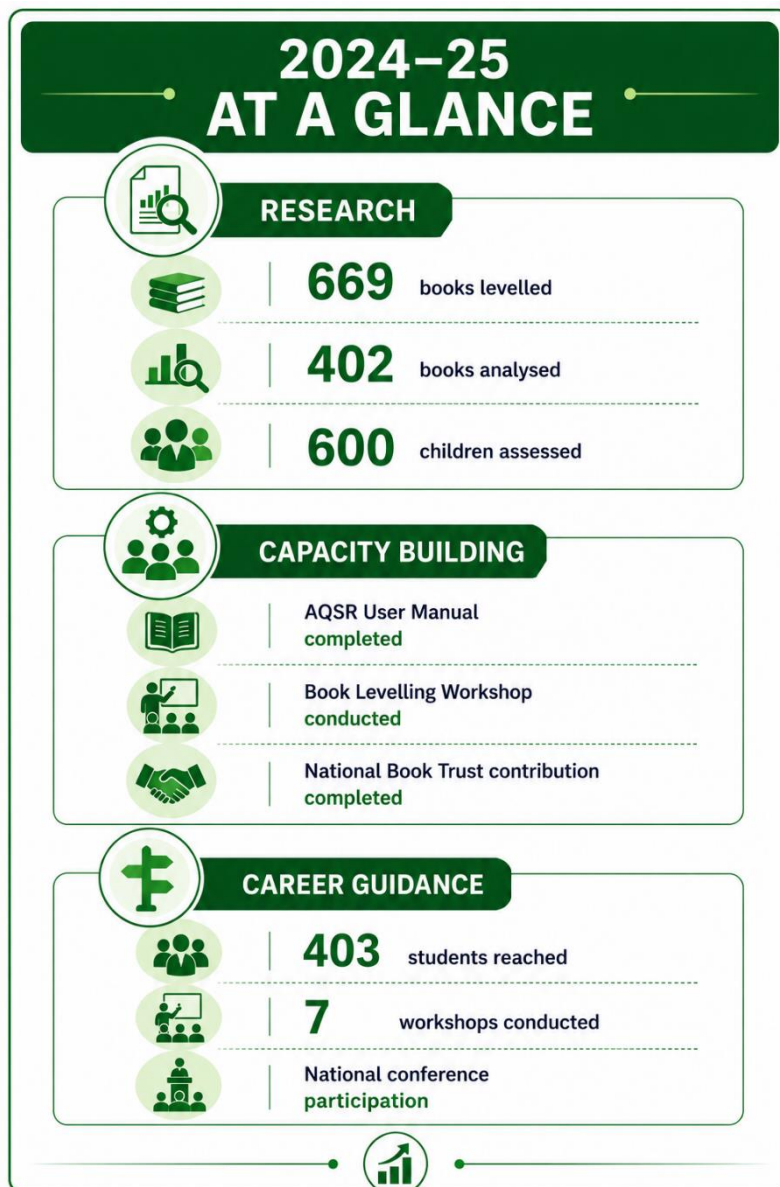 2024–25
AT A GLANCE
RESEARCH
669 books levelled
402 books analysed
600 children assessed
CAPACITY BUILDING
AQSR User Manual
completed
Book Levelling Workshop
conducted
National Book Trust contribution
completed
CAREER GUIDANCE
403 students reached
7 workshops conducted
National conference
participation